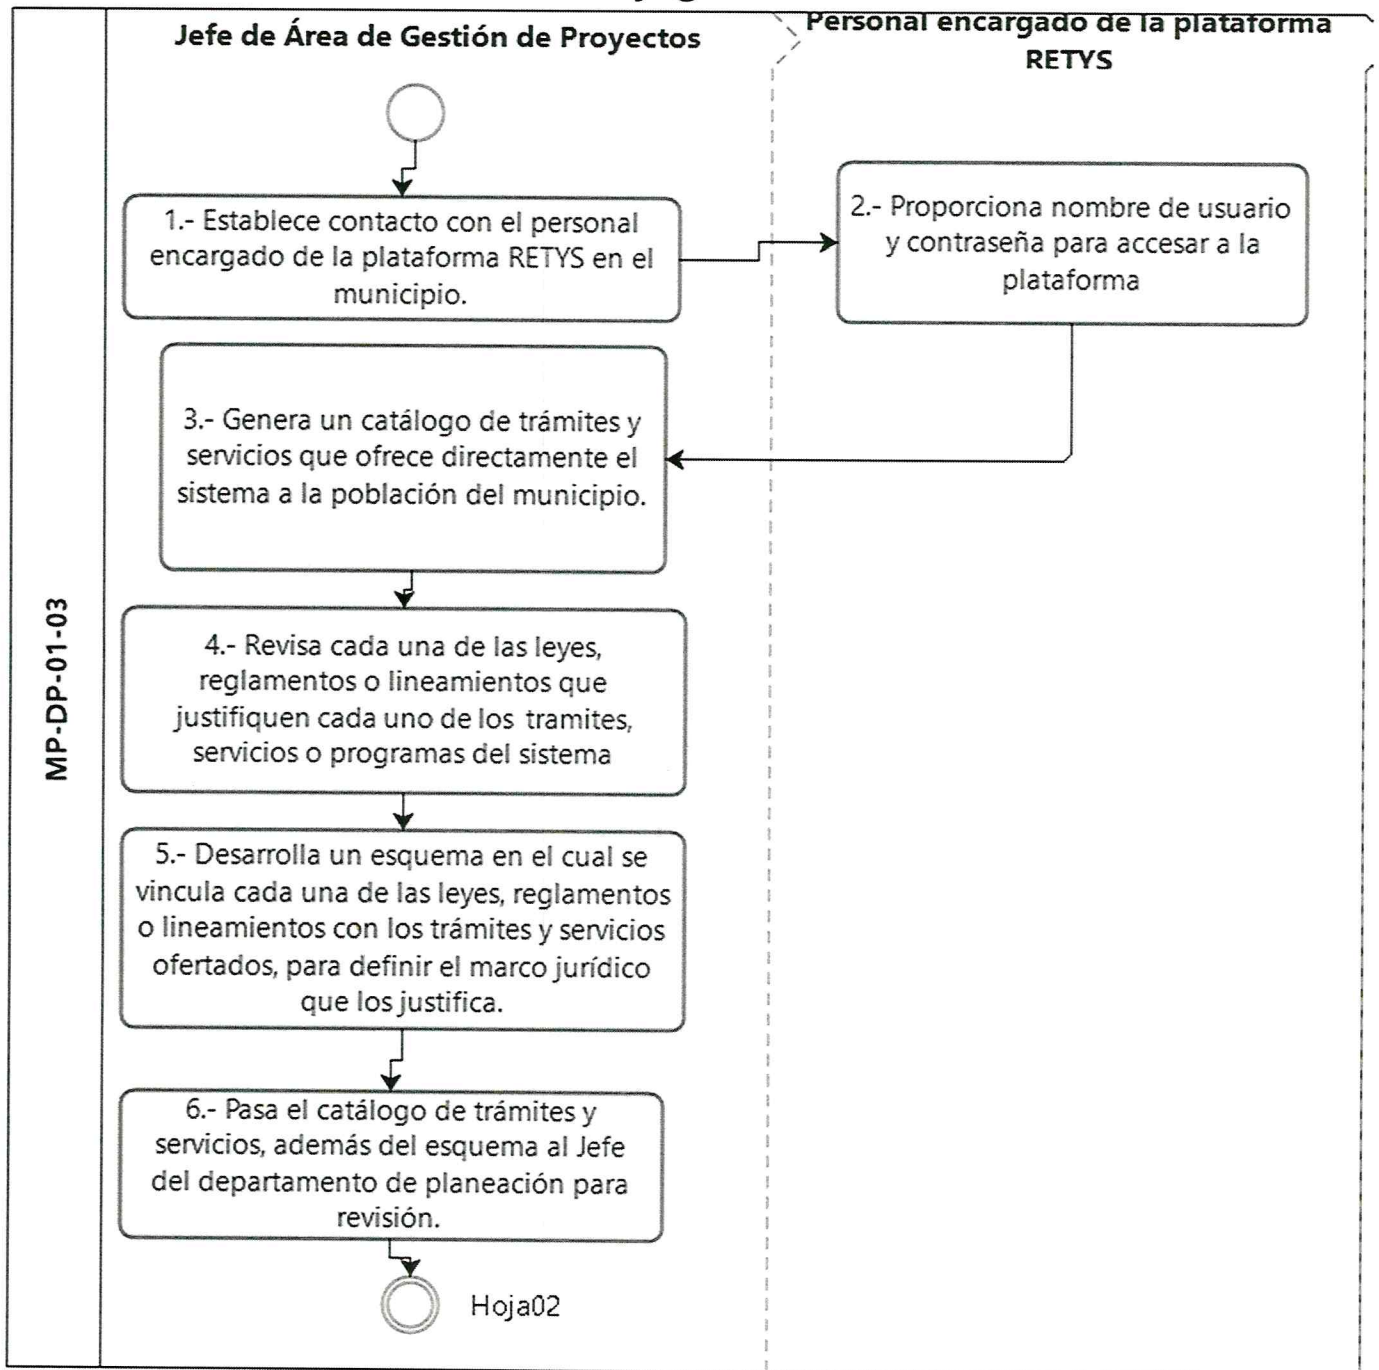 Jefe de Área de Gestión de Proyectos
Personal encargado de la plataforma
RETYS
MP-DP-01-03
1.- Establece contacto con el personal
encargado de la plataforma RETYS en el
municipio.
2.- Proporciona nombre de usuario
y contraseña para accesar a la
plataforma
3.- Genera un catálogo de trámites y
servicios que ofrece directamente el
sistema a la población del municipio.
4.- Revisa cada una de las leyes,
reglamentos o lineamientos que
justifiquen cada uno de los tramites,
servicios o programas del sistema
5.- Desarrolla un esquema en el cual se
vincula cada una de las leyes, reglamentos
o lineamientos con los trámites y servicios
ofertados, para definir el marco jurídico
que los justifica.
6.- Pasa el catálogo de trámites y
servicios, además del esquema al Jefe
del departamento de planeación para
revisión.
Hoja02